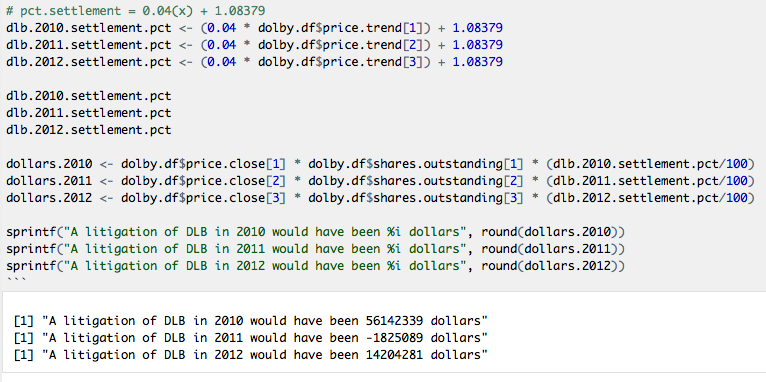 # pct.settlement = 0.04(x) + 1.08379
dlb.2010.settlement.pct <- (0.04 * dolby.df$price.trend[1]) + 1.08379
dlb.2011.settlement.pct <- (0.04 * dolby.df$price.trend[2]) + 1.08379
dlb.2012.settlement.pct <- (0.04 * dolby.df$price.trend[3]) + 1.08379
dlb.2010.settlement.pct
dlb.2011.settlement.pct
dlb.2012.settlement.pct
dollars.2010 <- dolby.df$price.close[1] * dolby.df$shares.outstanding[1] * (dlb.2010.settlement.pct/100)
dollars.2011 <- dolby.df$price.close[2] * dolby.df$shares.outstanding[2] * (dlb.2011.settlement.pct/100)
dollars.2012 <- dolby.df$price.close[3] * dolby.df$shares.outstanding[3] * (dlb.2012.settlement.pct/100)
sprintf("A litigation of DLB in 2010 would have been %i dollars", round(dollars.2010))
sprintf("A litigation of DLB in 2011 would have been %i dollars", round(dollars.2011))
sprintf("A litigation of DLB in 2012 would have been %i dollars", round(dollars.2012))
```
[1] "A litigation of DLB in 2010 would have been 56142339 dollars"
[1] "A litigation of DLB in 2011 would have been -1825089 dollars"
[1] "A litigation of DLB in 2012 would have been 14204281 dollars"